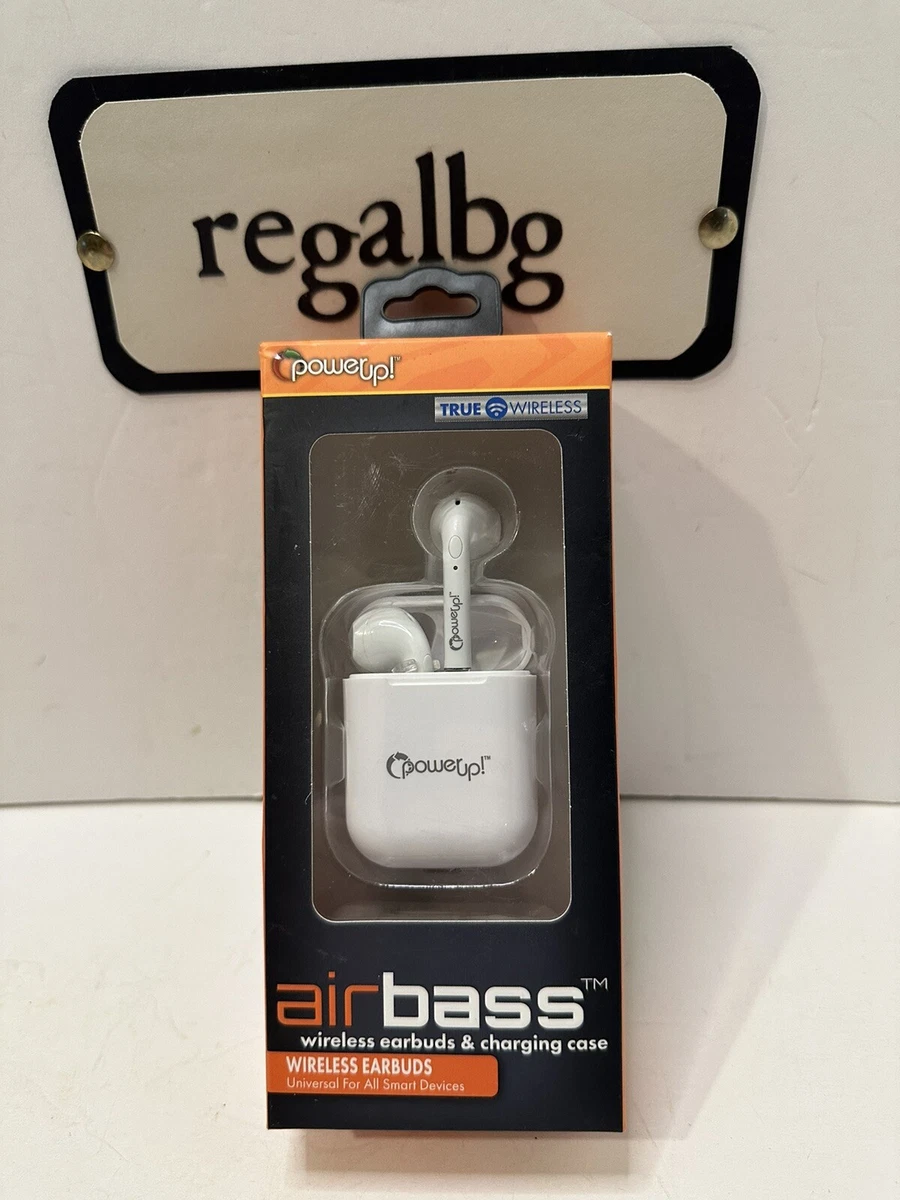 regalbg
powerup!™
TRUE WIRELESS
powerup!
powerup!™
airbass™
wireless earbuds & charging case
WIRELESS EARBUDS
Universal For All Smart Devices